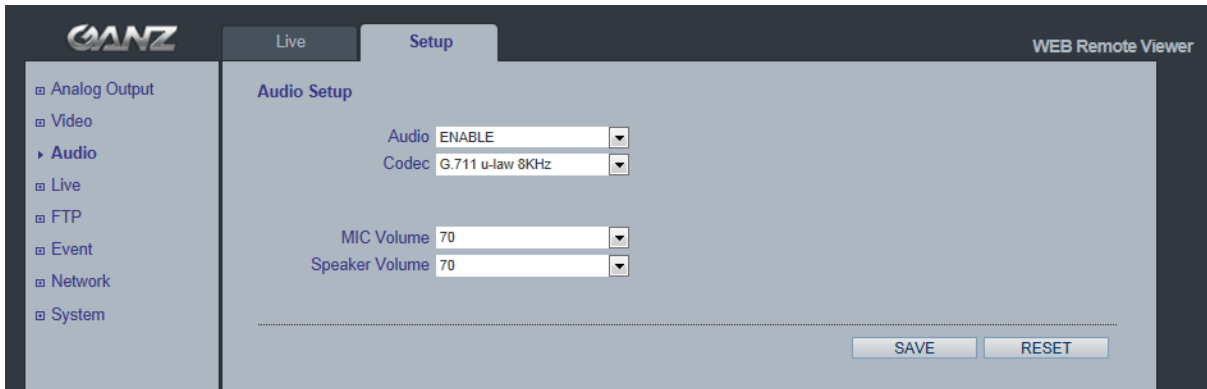 GANZ
Live
Setup
WEB Remote Viewer
Analog Output
Video
Audio
Live
FTP
Event
Network
System
Audio Setup
Audio ENABLE
Codec G.711 u-law 8KHz
MIC Volume 70
Speaker Volume 70
SAVE
RESET